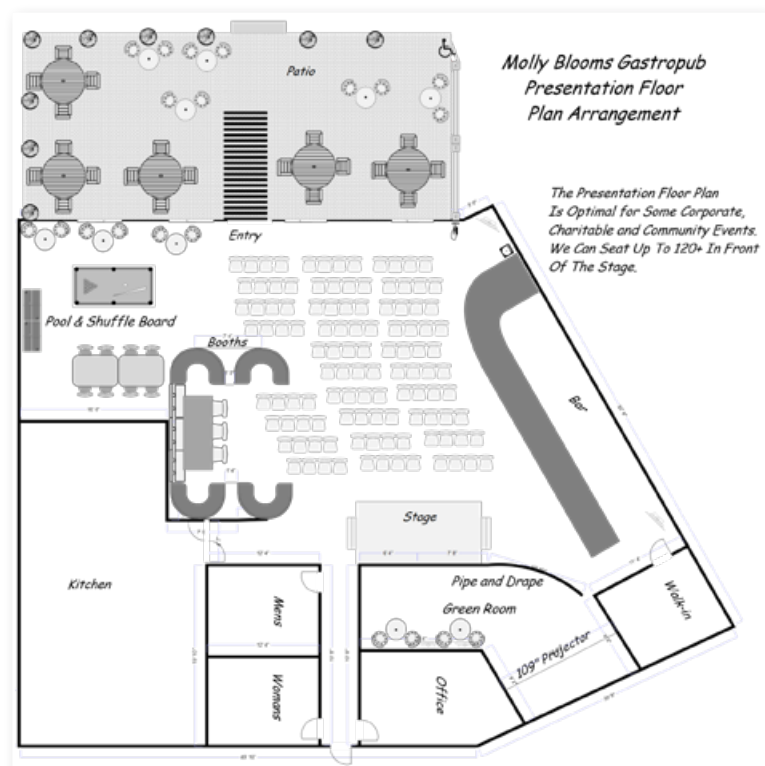 Molly Blooms Gastropub
Presentation Floor
Plan Arrangement
Patio
The Presentation Floor Plan
Is Optimal for Some Corporate,
Charitable and Community Events.
We Can Seat Up To 120+ In Front
Of The Stage.
Entry
Pool & Shuffle Board
Booths
Bar
Stage
Kitchen
Mens
Pipe and Drape
Green Room
Walk-in
109" Projector
Womans
Office